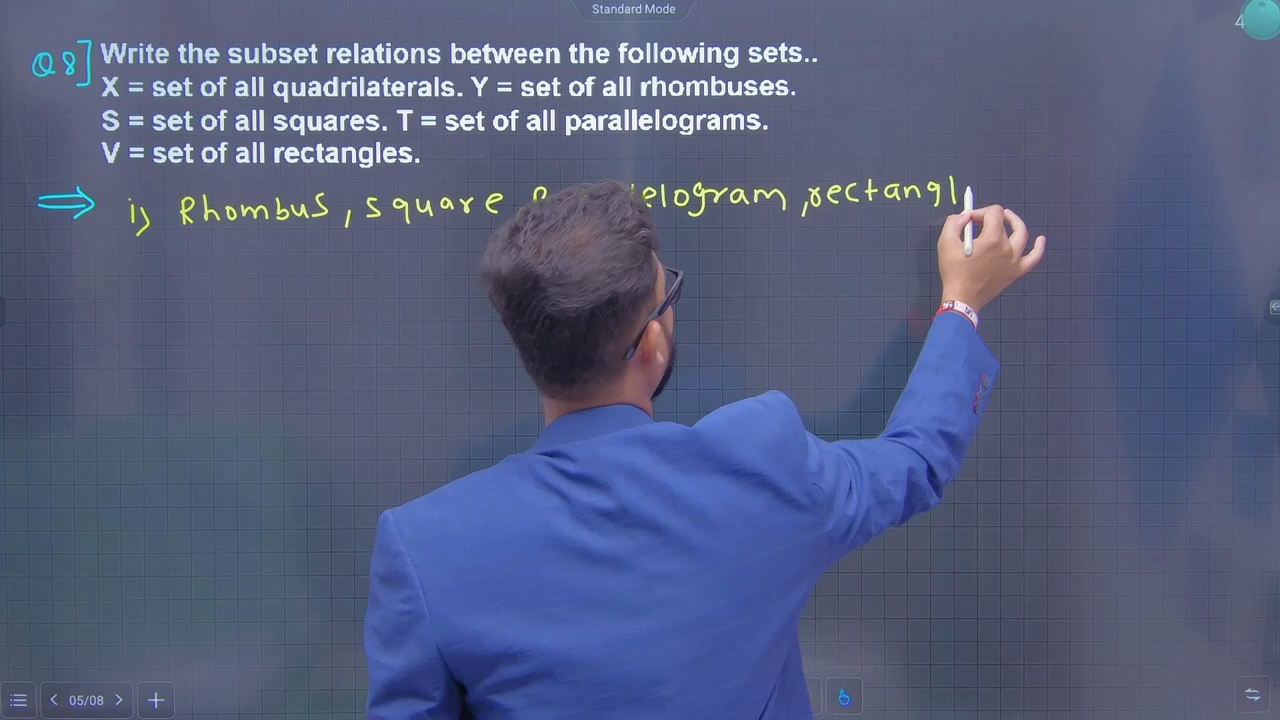 Standard Mode
4
Q8] Write the subset relations between the following sets..
X = set of all quadrilaterals. Y = set of all rhombuses.
S = set of all squares. T = set of all parallelograms.
V = set of all rectangles.
⇒ i) Rhombus, square , rectangl
05/08